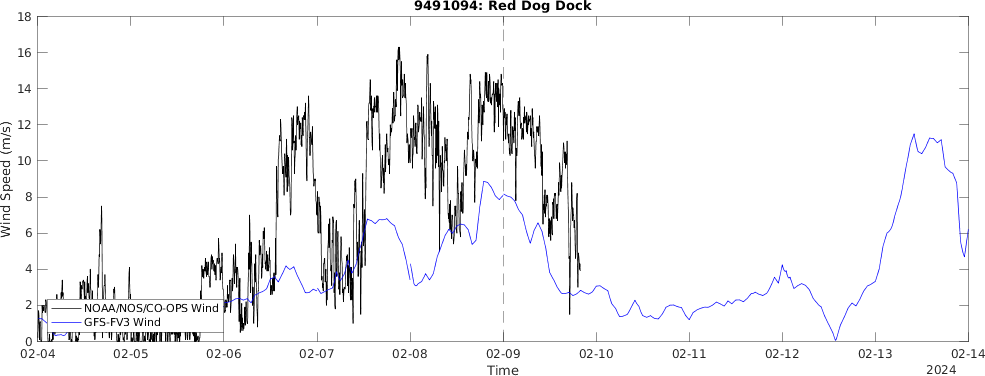 9491094: Red Dog Dock
Wind Speed (m/s)
18
16
14
12
10
8
6
4
2
0
NOAA/NOS/CO-OPS Wind
GFS-FV3 Wind
02-04 02-05 02-06 02-07 02-08 02-09 02-10 02-11 02-12 02-13 02-14
Time
2024